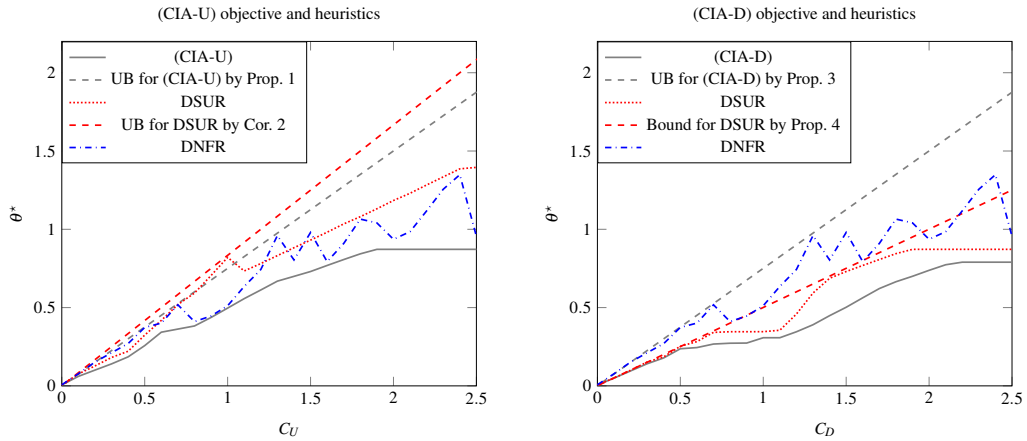 (CIA-U) objective and heuristics
2
1.5
1
0.5
0
θ*
(CIA-U)
UB for (CIA-U) by Prop. 1
DSUR
UB for DSUR by Cor. 2
DNFR
0 0.5 1 1.5 2 2.5
C_U
(CIA-D) objective and heuristics
2
1.5
1
0.5
0
θ*
(CIA-D)
UB for (CIA-D) by Prop. 3
DSUR
Bound for DSUR by Prop. 4
DNFR
0 0.5 1 1.5 2 2.5
C_D